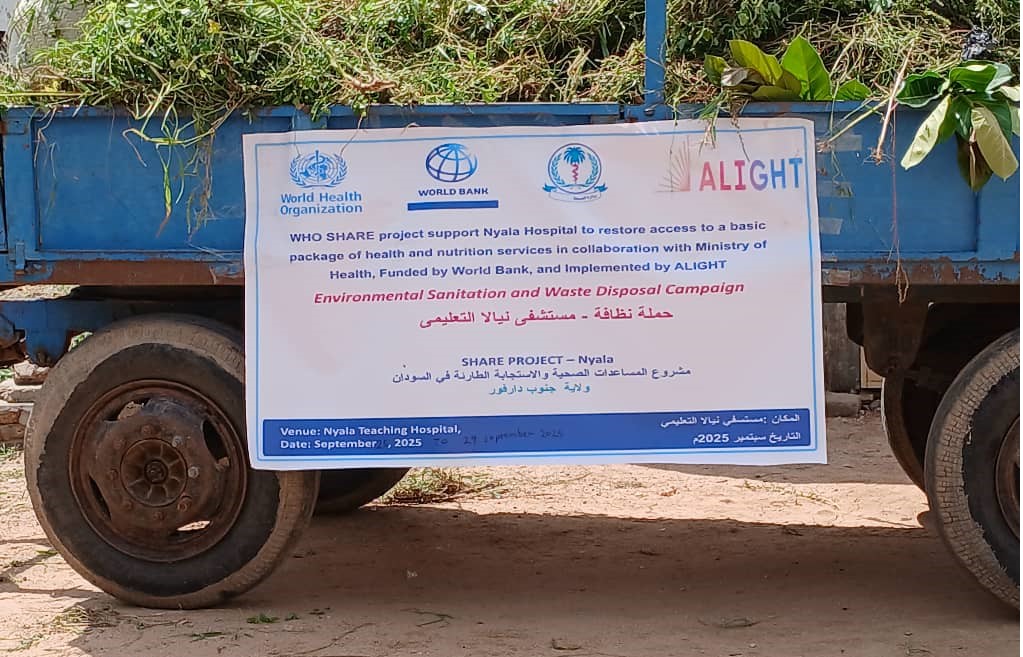 World Health
Organization
WORLD BANK
ALIGHT
WHO SHARE project support Nyala Hospital to restore access to a basic
package of health and nutrition services in collaboration with Ministry of
Health, Funded by World Bank, and Implemented by ALIGHT
Environmental Sanitation and Waste Disposal Campaign
حملة نظافة - مستشفى نيالا التعليمى
SHARE PROJECT – Nyala
مشروع المساعدات الصحية والاستجابة الطارئة في السودان
ولاية جنوب دارفور
Venue: Nyala Teaching Hospital,
Date: September , 2025 TO 29 September 2025
المكان :مستشفي نيالا التعليمي
التاريخ سبتمبر 2025م